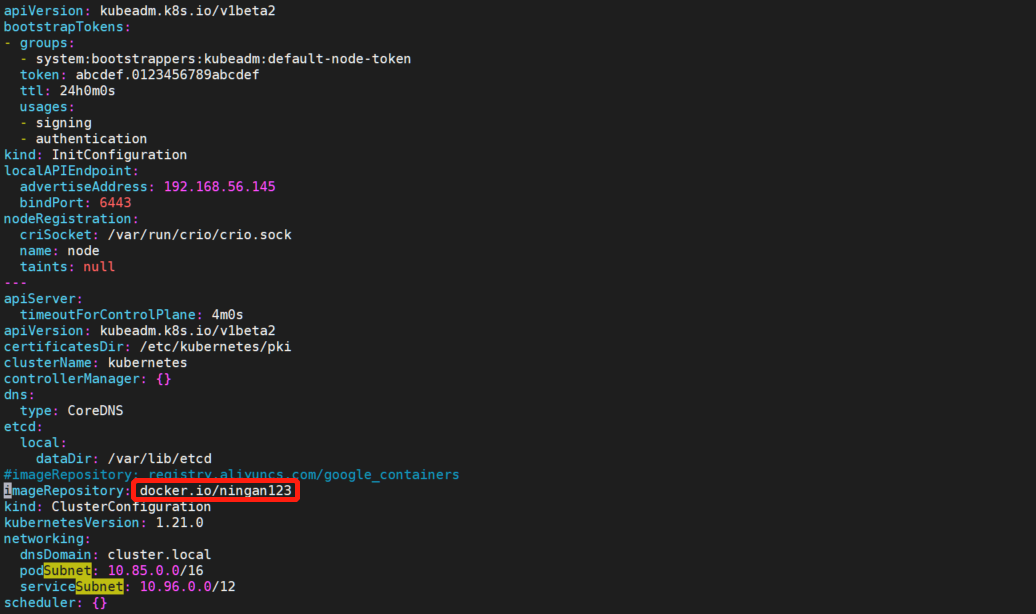 apiVersion: kubeadm.k8s.io/v1beta2
bootstrapTokens:
- groups:
  - system:bootstrappers:kubeadm:default-node-token
  token: abcdef.0123456789abcdef
  ttl: 24h0m0s
  usages:
  - signing
  - authentication
kind: InitConfiguration
localAPIEndpoint:
  advertiseAddress: 192.168.56.145
  bindPort: 6443
nodeRegistration:
  criSocket: /var/run/crio/crio.sock
  name: node
  taints: null
---
apiServer:
  timeoutForControlPlane: 4m0s
apiVersion: kubeadm.k8s.io/v1beta2
certificatesDir: /etc/kubernetes/pki
clusterName: kubernetes
controllerManager: {}
dns:
  type: CoreDNS
etcd:
  local:
    dataDir: /var/lib/etcd
#imageRepository: registry.aliyuncs.com/google_containers
imageRepository: docker.io/ningan123
kind: ClusterConfiguration
kubernetesVersion: 1.21.0
networking:
  dnsDomain: cluster.local
  podSubnet: 10.85.0.0/16
  serviceSubnet: 10.96.0.0/12
scheduler: {}